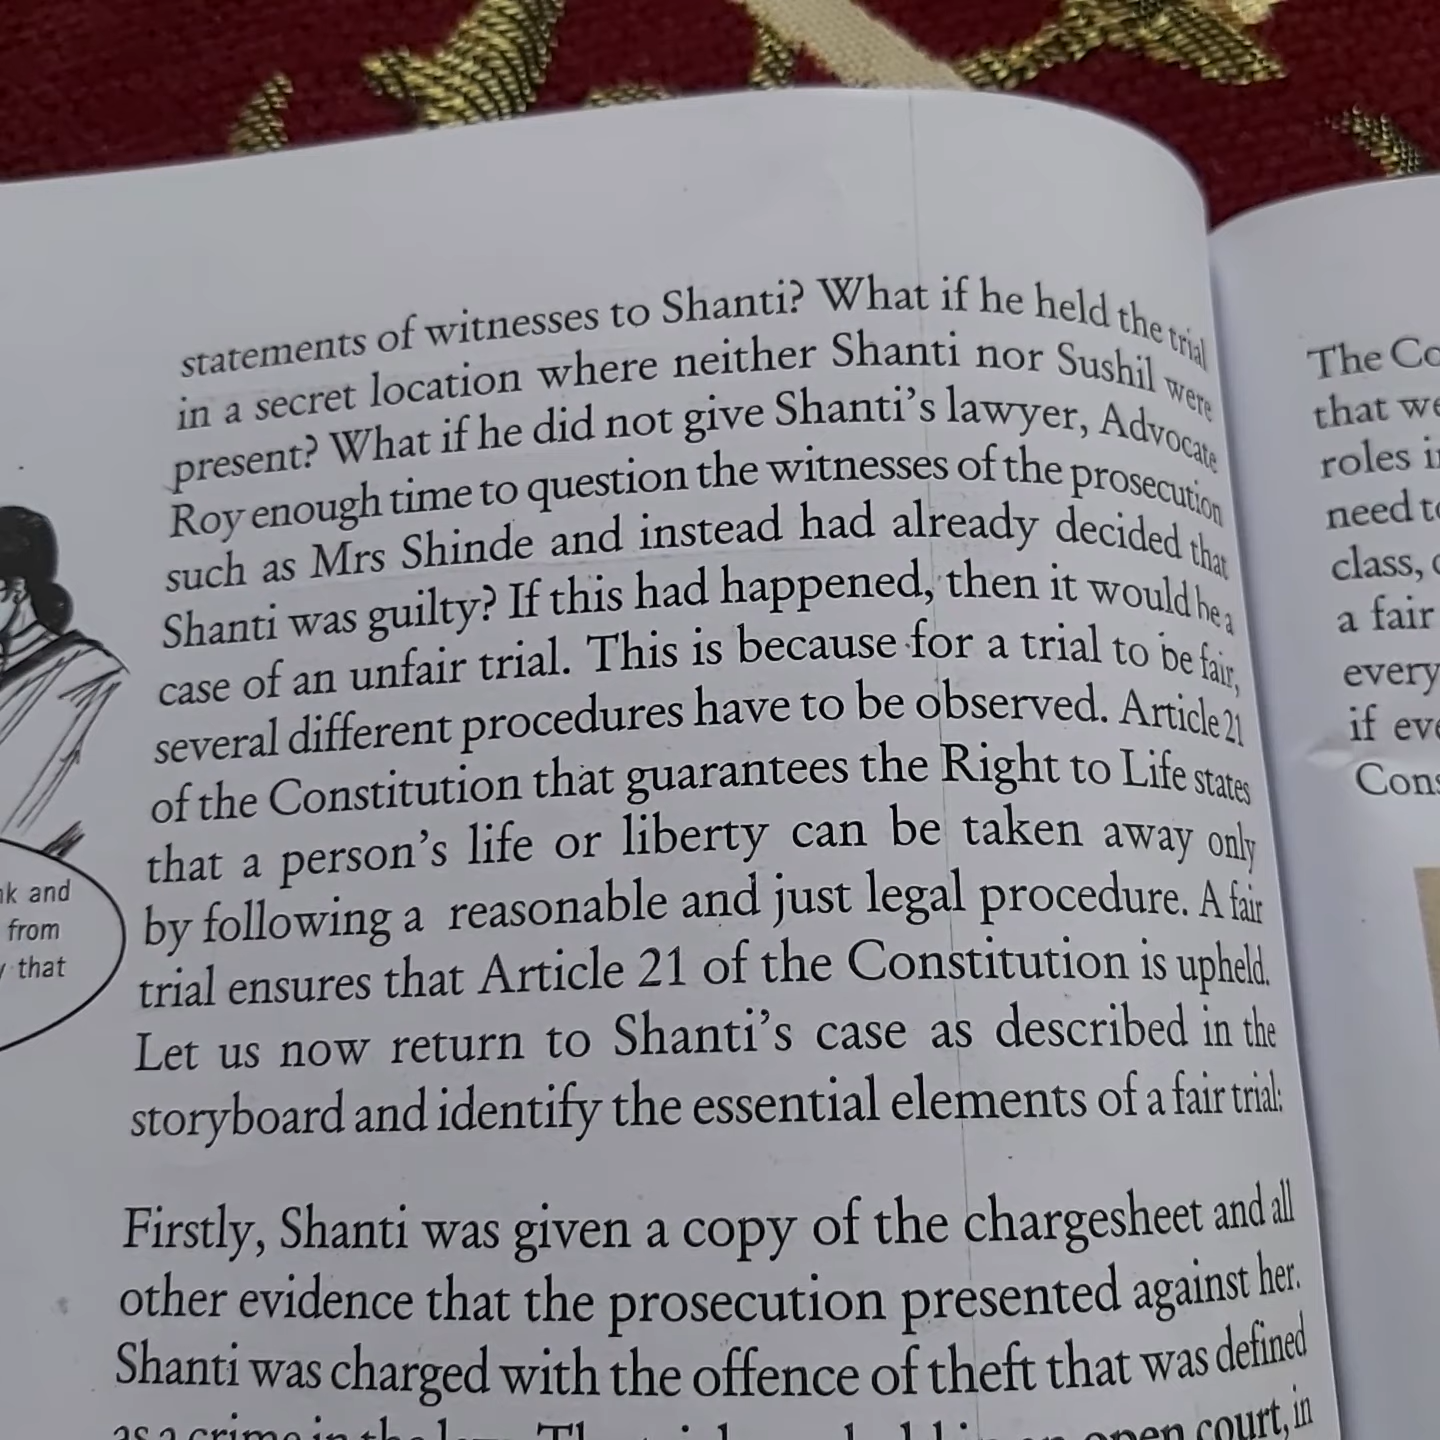 statements of witnesses to Shanti? What if he held the trial
in a secret location where neither Shanti nor Sushil were
present? What if he did not give Shanti's lawyer, Advocate
Roy enough time to question the witnesses of the prosecution
such as Mrs Shinde and instead had already decided that
Shanti was guilty? If this had happened, then it would be a
case of an unfair trial. This is because for a trial to be fair,
several different procedures have to be observed. Article 21
of the Constitution that guarantees the Right to Life states
that a person's life or liberty can be taken away only
by following a reasonable and just legal procedure. A fair
trial ensures that Article 21 of the Constitution is upheld.
Let us now return to Shanti's case as described in the
storyboard and identify the essential elements of a fair trial:
Firstly, Shanti was given a copy of the chargesheet and all
other evidence that the prosecution presented against her.
Shanti was charged with the offence of theft that was defined
as a crime in the law. open court, in
and
from
that
The
that
roles
need
class,
a fair
every
if